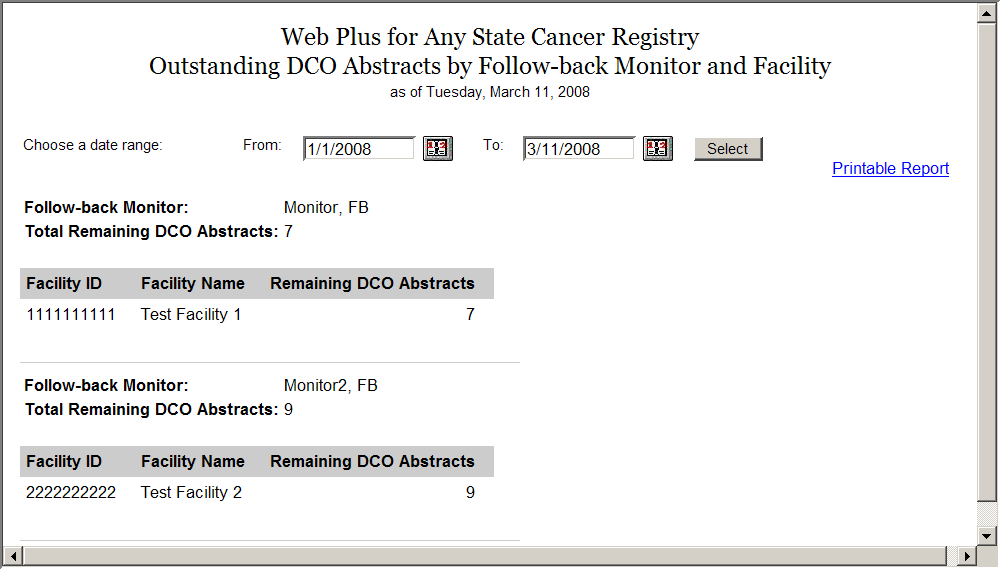 Web Plus for Any State Cancer Registry
Outstanding DCO Abstracts by Follow-back Monitor and Facility
as of Tuesday, March 11, 2008
Choose a date range: From: 1/1/2008 To: 3/11/2008 Select
Printable Report
Follow-back Monitor: Monitor, FB
Total Remaining DCO Abstracts: 7
Facility ID Facility Name Remaining DCO Abstracts
1111111111 Test Facility 1 7
Follow-back Monitor: Monitor2, FB
Total Remaining DCO Abstracts: 9
Facility ID Facility Name Remaining DCO Abstracts
2222222222 Test Facility 2 9